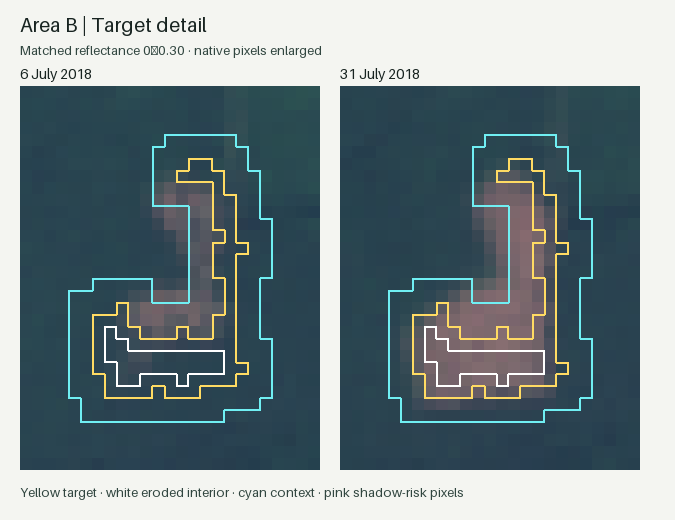 Area B | Target detail
Matched reflectance 0￿￿0.30 · native pixels enlarged
6 July 2018
31 July 2018
Yellow target · white eroded interior · cyan context · pink shadow-risk pixels